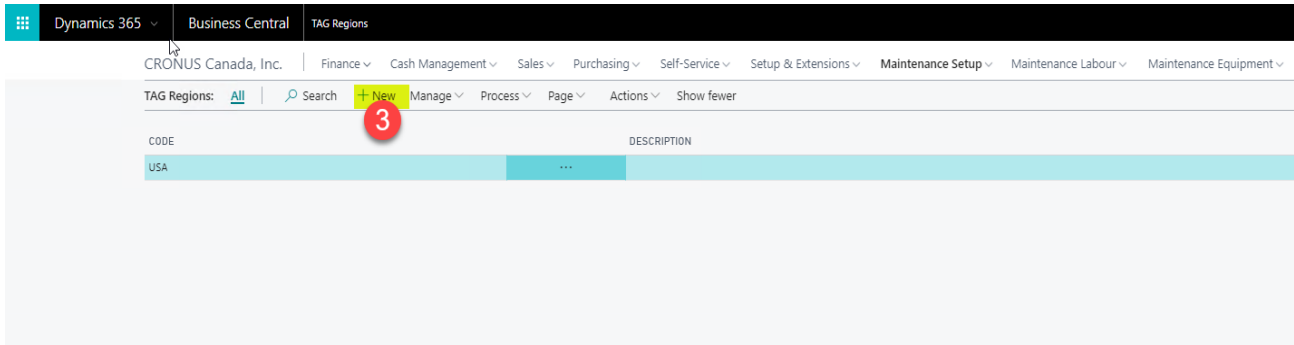 Dynamics 365 Business Central TAG Regions
CRONUS Canada, Inc. Finance Cash Management Sales Purchasing Self-Service Setup & Extensions Maintenance Setup Maintenance Labour Maintenance Equipment
TAG Regions: All Search + New Manage Process Page Actions Show fewer
3
CODE DESCRIPTION
USA ...